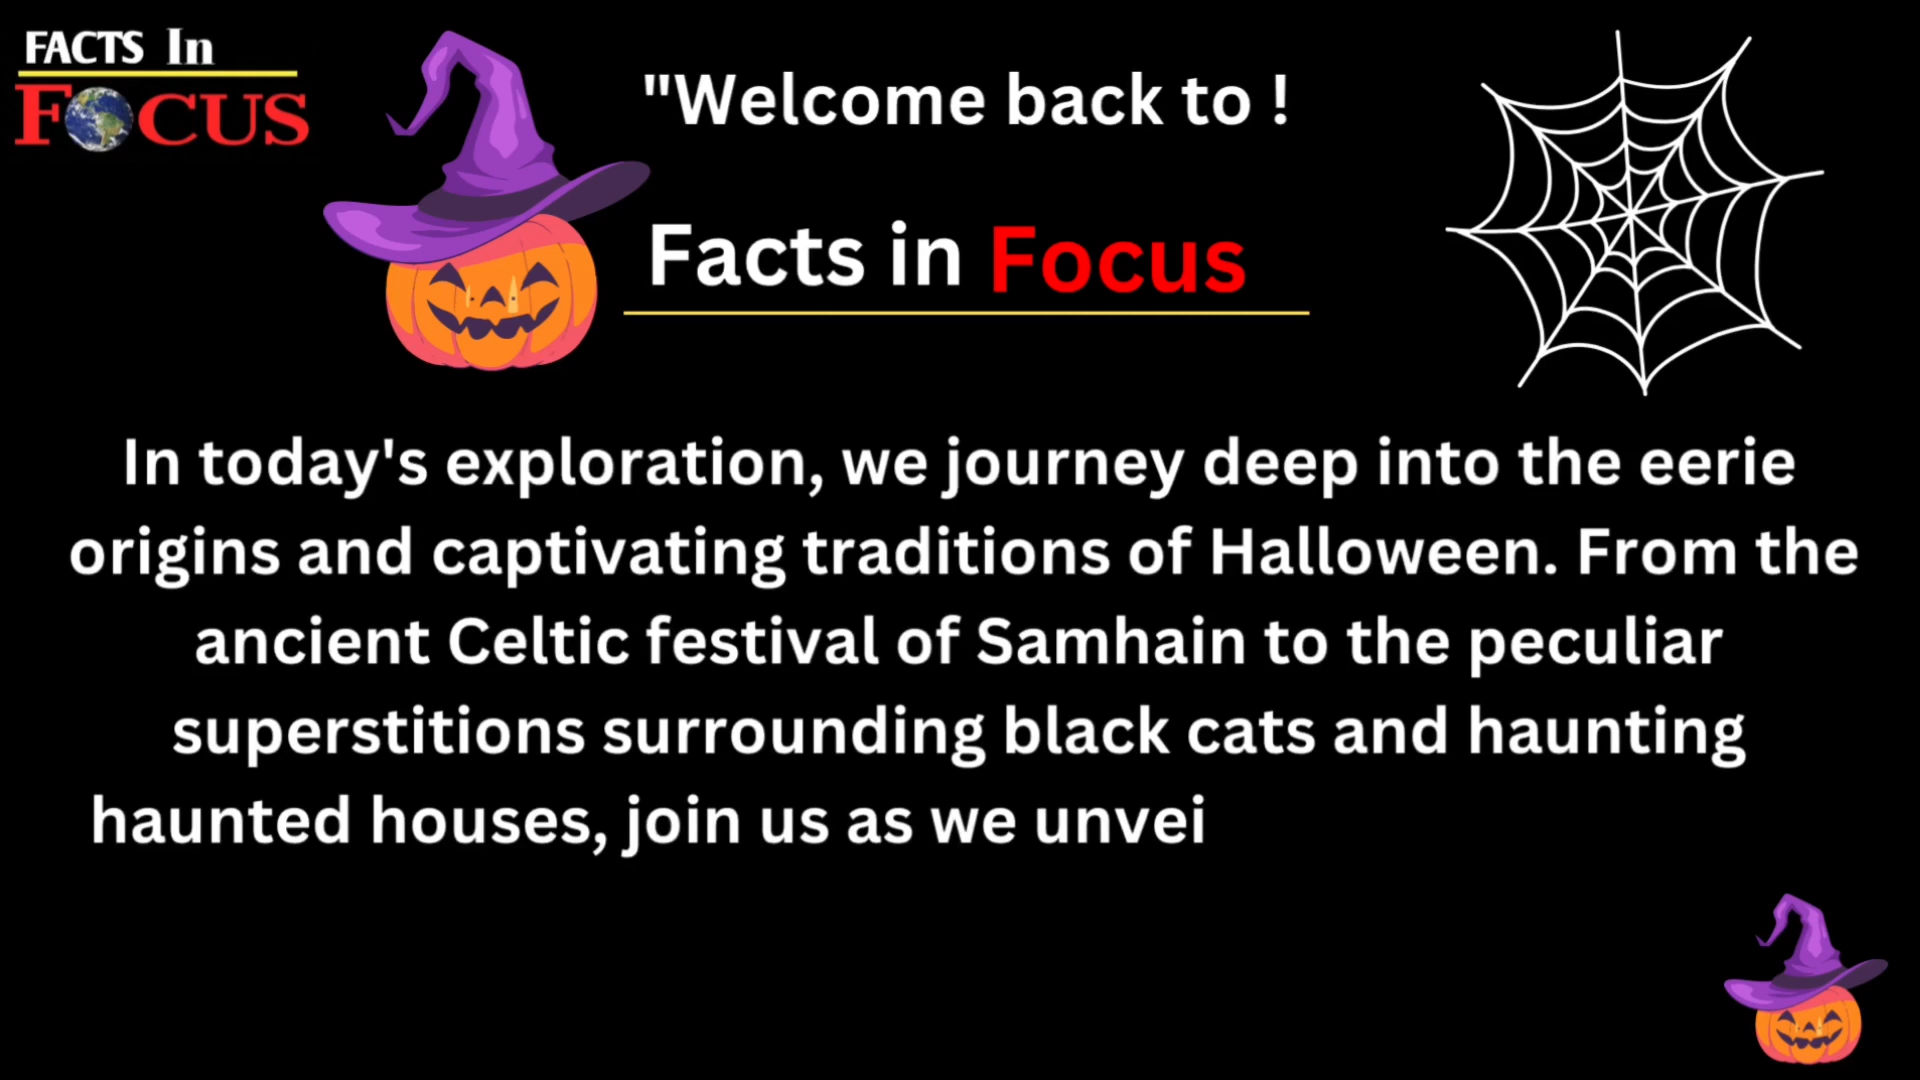 FACTS In
FOCUS
"Welcome back to !
Facts in Focus
In today's exploration, we journey deep into the eerie
origins and captivating traditions of Halloween. From the
ancient Celtic festival of Samhain to the peculiar
superstitions surrounding black cats and haunting
haunted houses, join us as we unvei